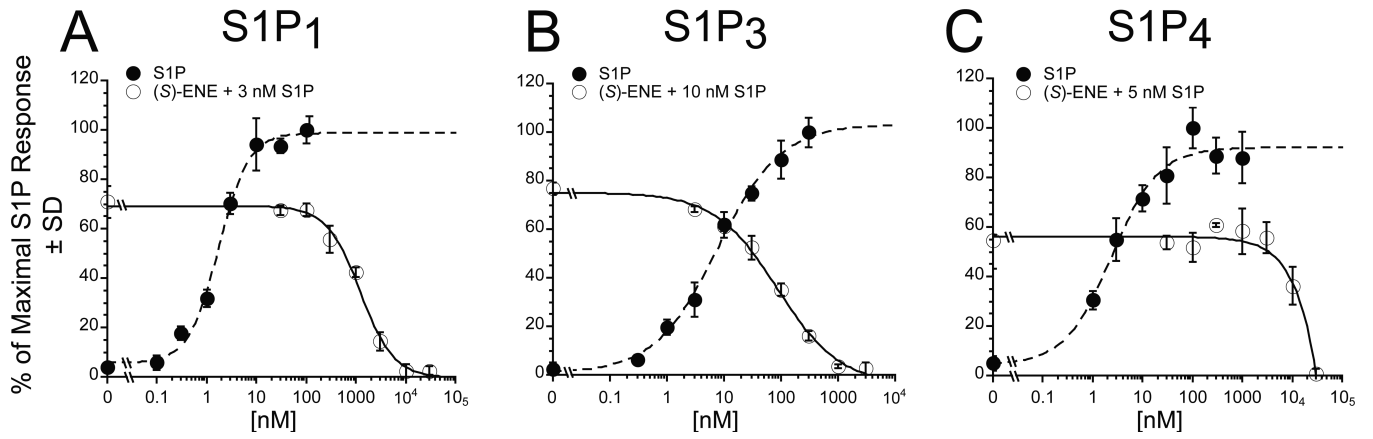 A S1P1
B S1P3
C S1P4
% of Maximal S1P Response
± SD
S1P
(S)-ENE + 3 nM S1P
120
100
80
60
40
20
0
0 0.1 1 10 100 1000 10⁴ 10⁵
[nM]
S1P
(S)-ENE + 10 nM S1P
120
100
80
60
40
20
0
0 0.1 1 10 100 1000 10⁴
[nM]
S1P
(S)-ENE + 5 nM S1P
120
100
80
60
40
20
0
0 0.1 1 10 100 1000 10⁴ 10⁵
[nM]